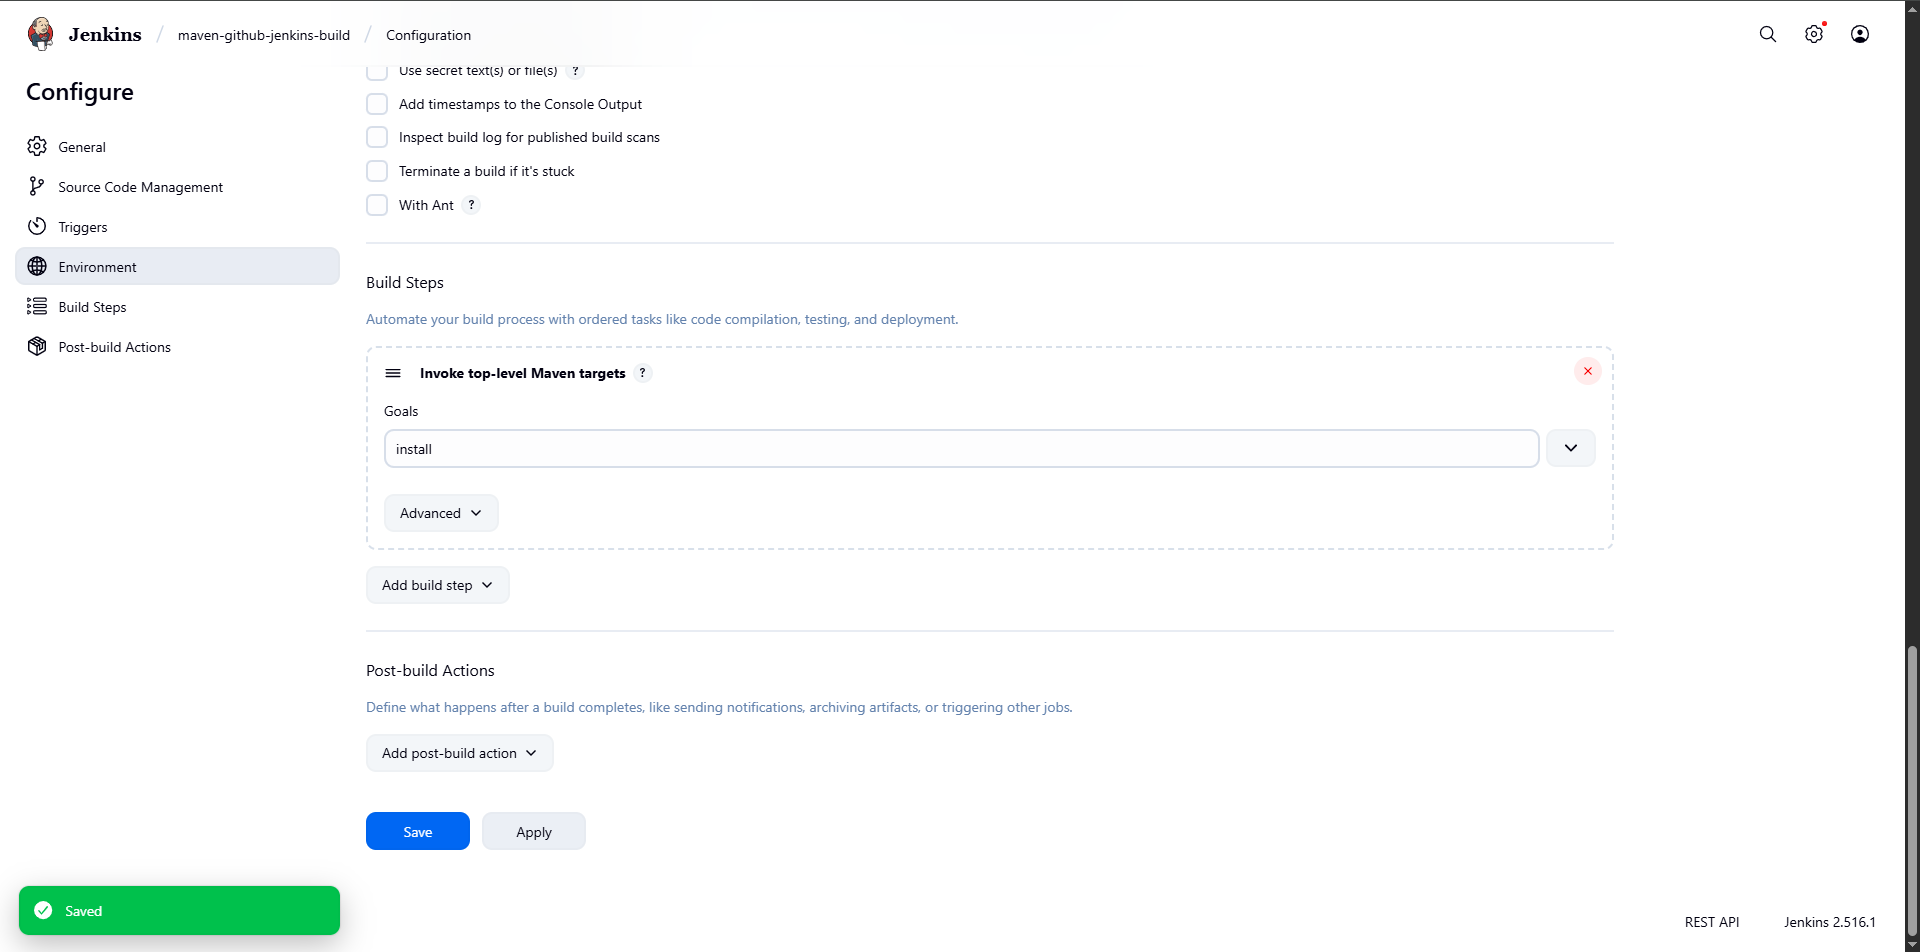 Jenkins / maven-github-jenkins-build / Configuration
Configure
General
Source Code Management
Triggers
Environment
Build Steps
Post-build Actions
Use secret text(s) or file(s) ?
Add timestamps to the Console Output
Inspect build log for published build scans
Terminate a build if it's stuck
With Ant ?
Build Steps
Automate your build process with ordered tasks like code compilation, testing, and deployment.
Invoke top-level Maven targets ?
Goals
install
Advanced
Add build step
Post-build Actions
Define what happens after a build completes, like sending notifications, archiving artifacts, or triggering other jobs.
Add post-build action
Save Apply
Saved
REST API Jenkins 2.516.1